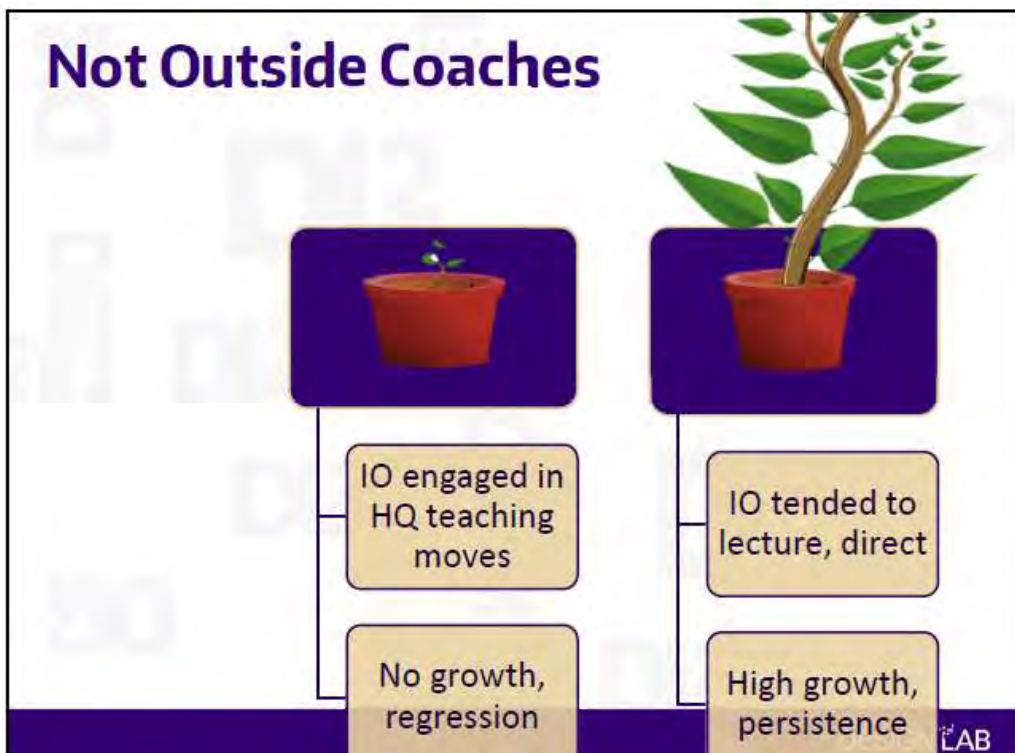 Not Outside Coaches
IO engaged in
HQ teaching
moves
No growth,
regression
IO tended to
lecture, direct
High growth,
persistence
LAB